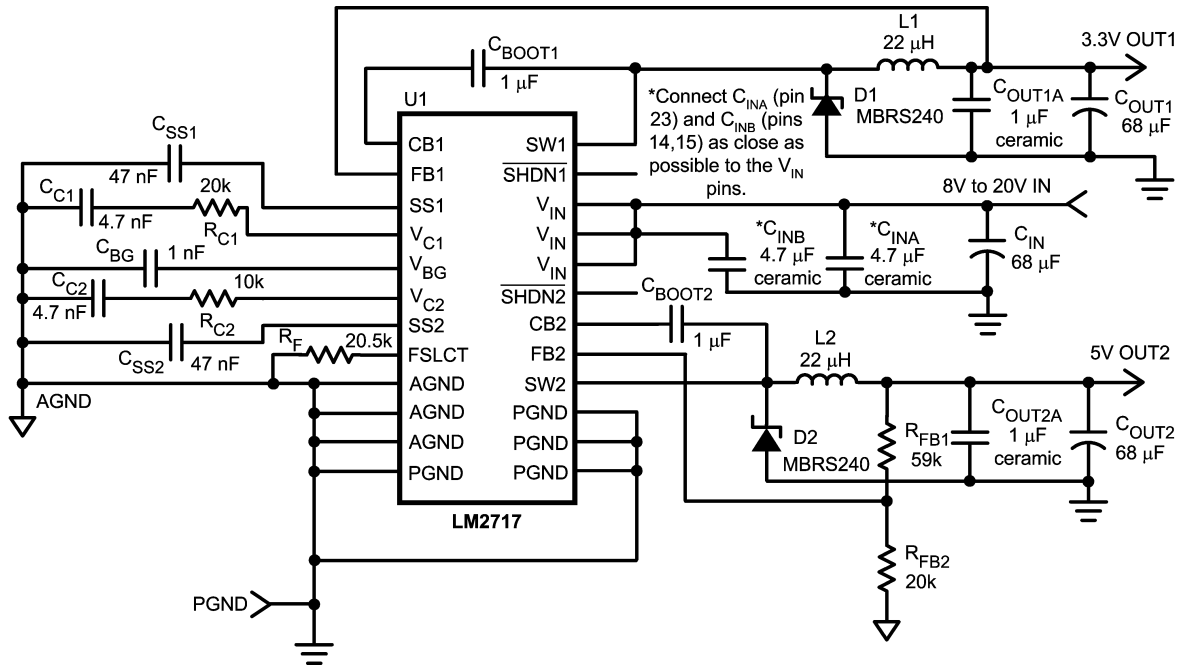 L1
22 μH
3.3V OUT1
CBOOT1
1 μF
U1
*Connect CINA (pin
23) and CINB (pins
14,15) as close as
possible to the VIN
pins.
D1
MBRS240
COUT1A
1 μF
ceramic
COUT1
68 μF
CSS1
47 nF
CC1
4.7 nF
20k
RC1
CBG
1 nF
CC2
4.7 nF
10k
RC2
CSS2
47 nF
RF
20.5k
AGND
CB1
FB1
SS1
VC1
VBG
VC2
SS2
FSLCT
AGND
AGND
AGND
PGND
SW1
SHDN1
VIN
VIN
VIN
SHDN2
CB2
FB2
SW2
PGND
PGND
PGND
LM2717
8V to 20V IN
*CINB
4.7 μF
ceramic
*CINA
4.7 μF
ceramic
CIN
68 μF
CBOOT2
1 μF
L2
22 μH
5V OUT2
D2
MBRS240
RFB1
59k
COUT2A
1 μF
ceramic
COUT2
68 μF
RFB2
20k
PGND